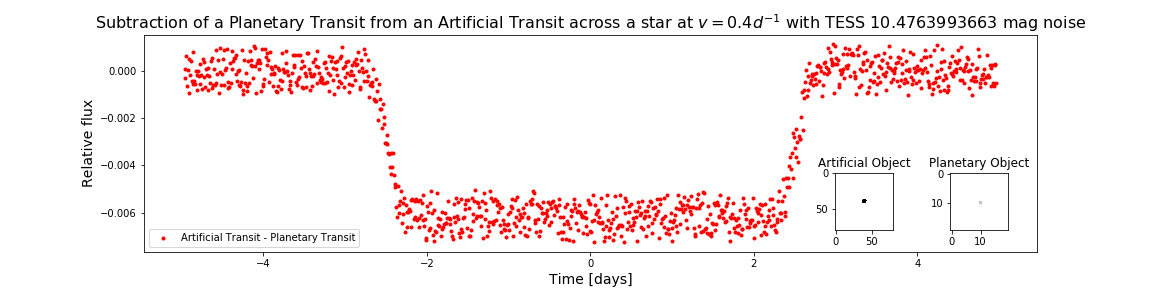 Subtraction of a Planetary Transit from an Artificial Transit across a star at v = 0.4d⁻¹ with TESS 10.4763993663 mag noise
Relative flux
0.000
−0.002
−0.004
−0.006
Artificial Transit - Planetary Transit
Artificial Object
0
50
0 50
Planetary Object
0
10
0 10
−4 −2 0 2 4
Time [days]